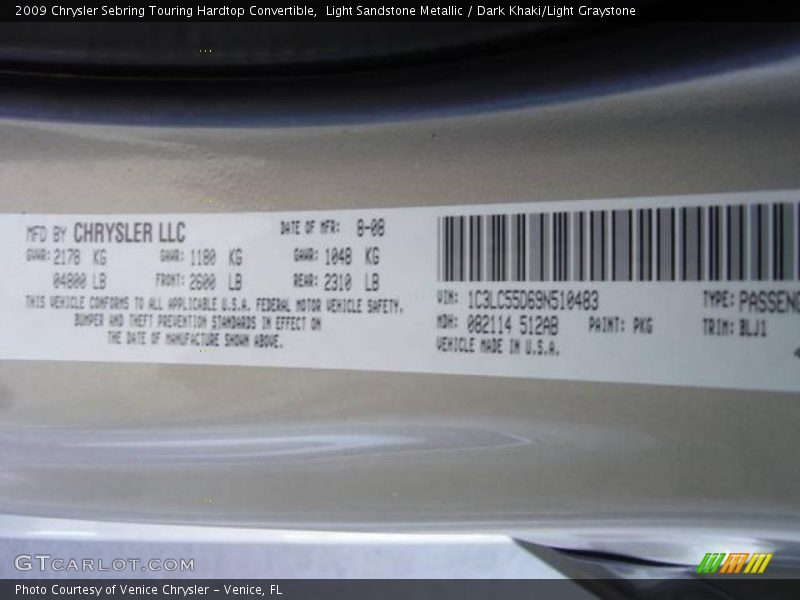 2009 Chrysler Sebring Touring Hardtop Convertible,  Light Sandstone Metallic / Dark Khaki/Light Graystone
MFD BY CHRYSLER LLC DATE OF MFR: 8-08
GVWR: 2178 KG GAWR: 1180 KG GAWR: 1048 KG
04800 LB FRONT: 2600 LB REAR: 2310 LB
THIS VEHICLE CONFORMS TO ALL APPLICABLE U.S.A. FEDERAL MOTOR VEHICLE SAFETY,
BUMPER AND THEFT PREVENTION STANDARDS IN EFFECT ON
THE DATE OF MANUFACTURE SHOWN ABOVE.
VIN: 1C3LC55D69N510483 TYPE: PASSENG
MDH: 082114 512AB PAINT: PKG TRIM: BLJ1
VEHICLE MADE IN U.S.A.
GTCARLOT.COM
Photo Courtesy of Venice Chrysler - Venice, FL